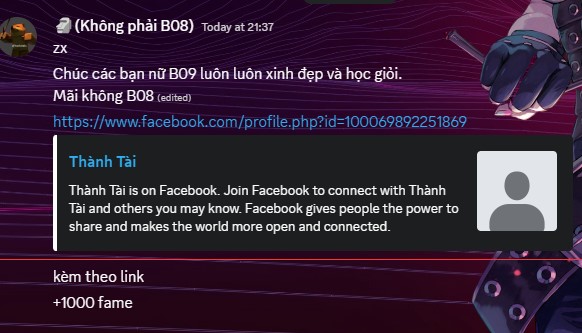 🗿(Không phải B08) Today at 21:37
zx
Chúc các bạn nữ B09 luôn luôn xinh đẹp và học giỏi.
Mãi không B08 (edited)
https://www.facebook.com/profile.php?id=100069892251869
Thành Tài
Thành Tài is on Facebook. Join Facebook to connect with Thành
Tài and others you may know. Facebook gives people the power to
share and makes the world more open and connected.
kèm theo link
+1000 fame